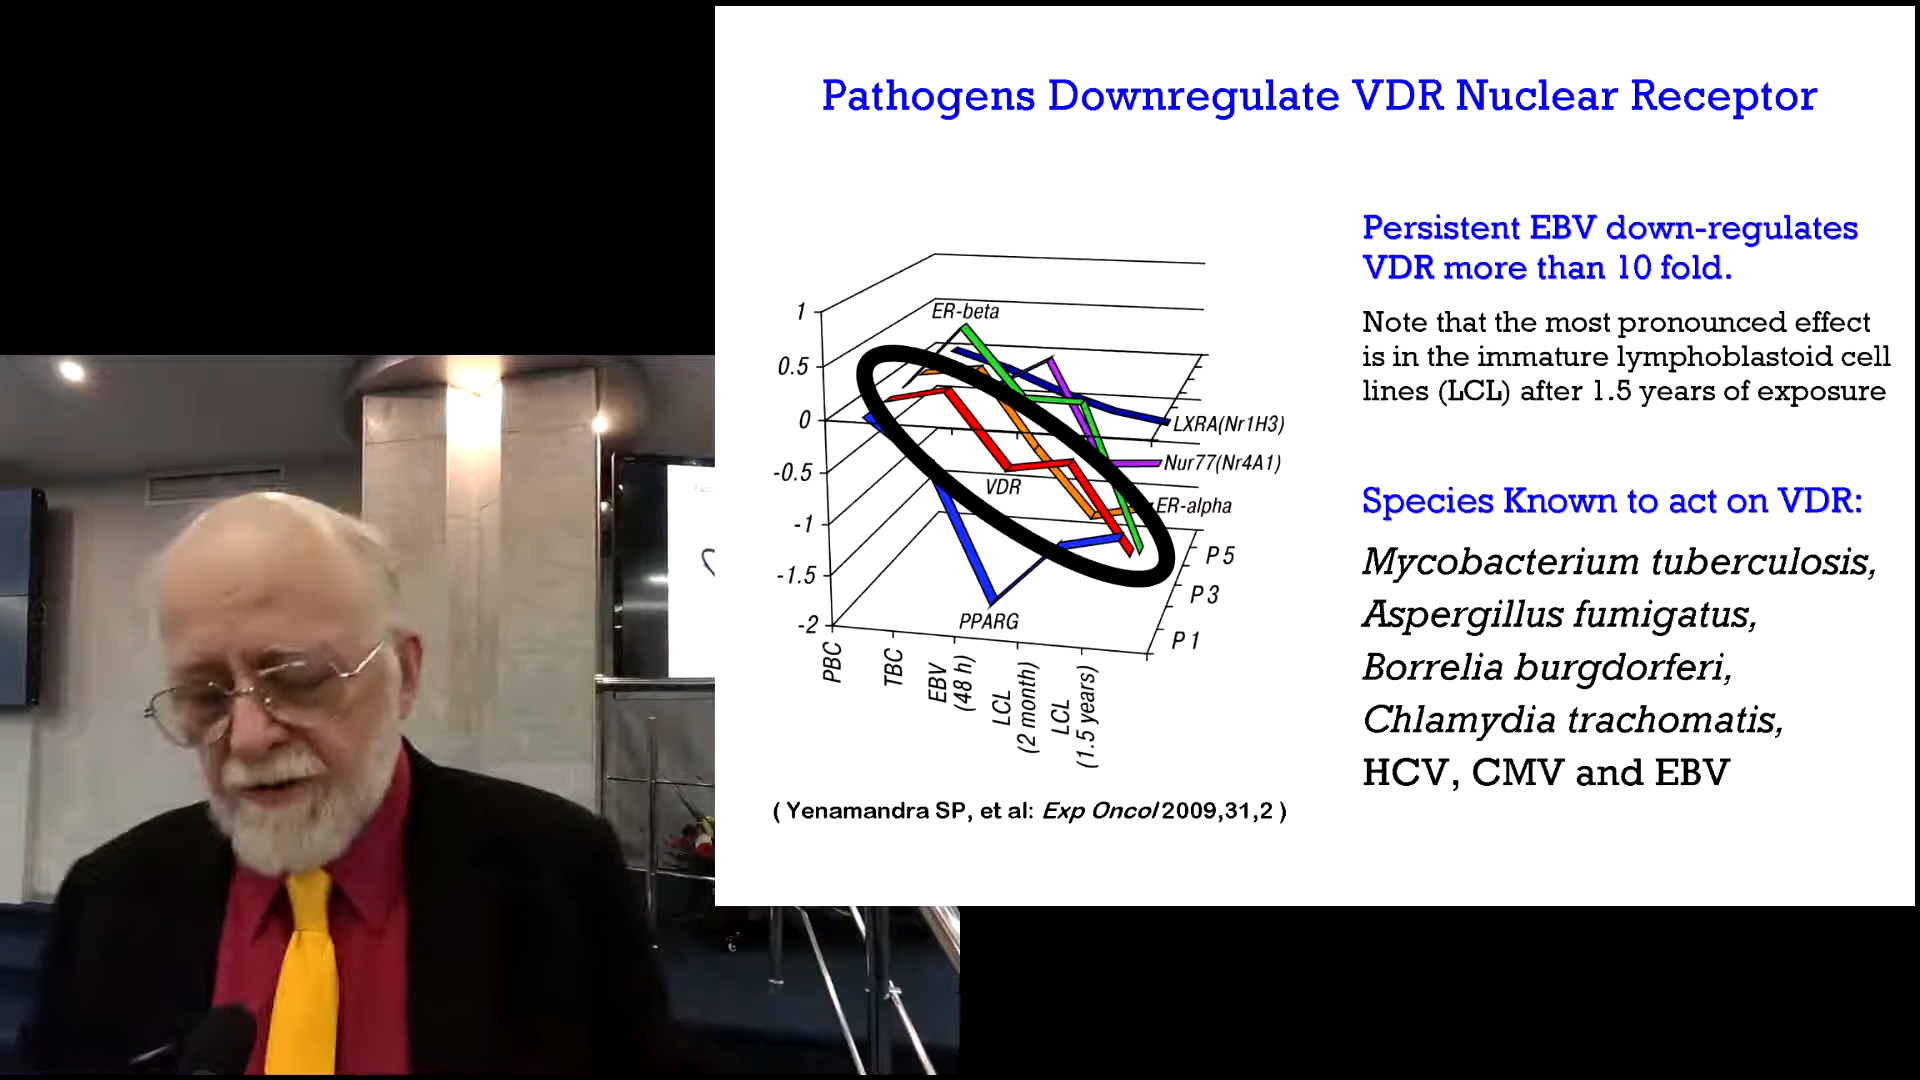 Pathogens Downregulate VDR Nuclear Receptor
Persistent EBV down-regulates
VDR more than 10 fold.
Note that the most pronounced effect
is in the immature lymphoblastoid cell
lines (LCL) after 1.5 years of exposure
Species Known to act on VDR:
Mycobacterium tuberculosis,
Aspergillus fumigatus,
Borrelia burgdorferi,
Chlamydia trachomatis,
HCV, CMV and EBV
1
0.5
0
-0.5
-1
-1.5
-2
ER-beta
LXRA(Nr1H3)
Nur77(Nr4A1)
VDR
ER-alpha
PPARG
P 5
P 3
P 1
PBC
TBC
EBV
(48 h)
LCL
(2 month)
LCL
(1.5 years)
( Yenamandra SP, et al: Exp Oncol 2009,31,2 )